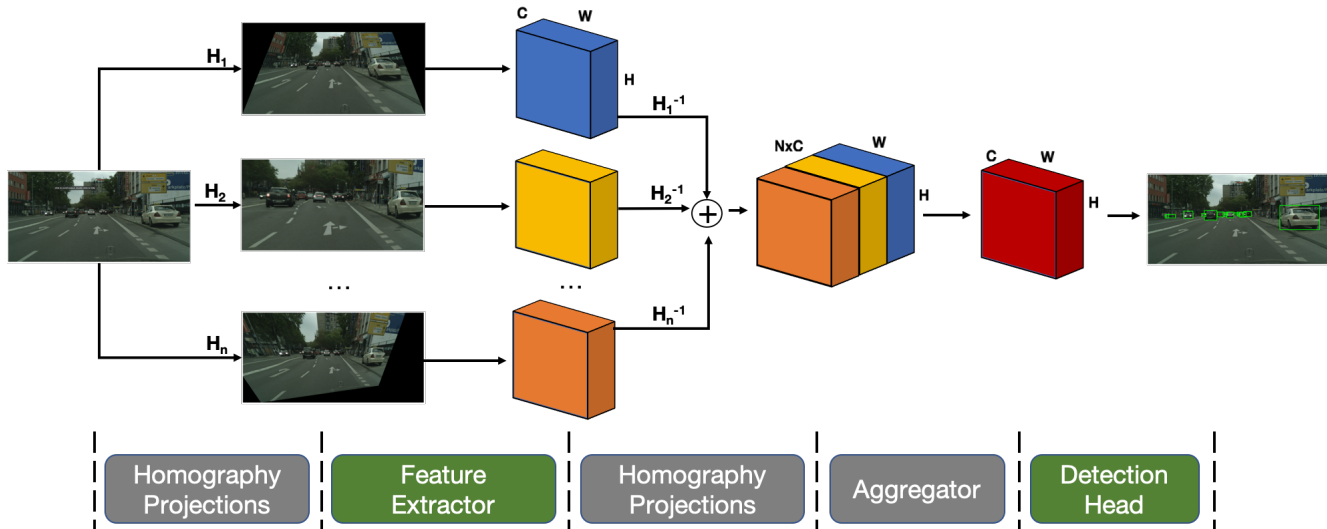 C
W
H₁
H
H₁⁻¹
NxC
W
C
W
H₂
H₂⁻¹
H
H
...
...
Hₙ
Hₙ⁻¹
Homography
Projections
Feature
Extractor
Homography
Projections
Aggregator
Detection
Head